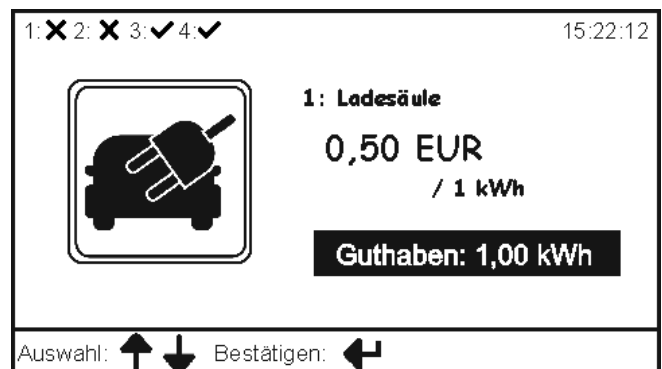 1: ✖ 2: ✖ 3: ✔ 4: ✔ 15:22:12
1: Ladesäule
0,50 EUR
/ 1 kWh
Guthaben: 1,00 kWh
Auswahl: ↑ ↓ Bestätigen: ↵